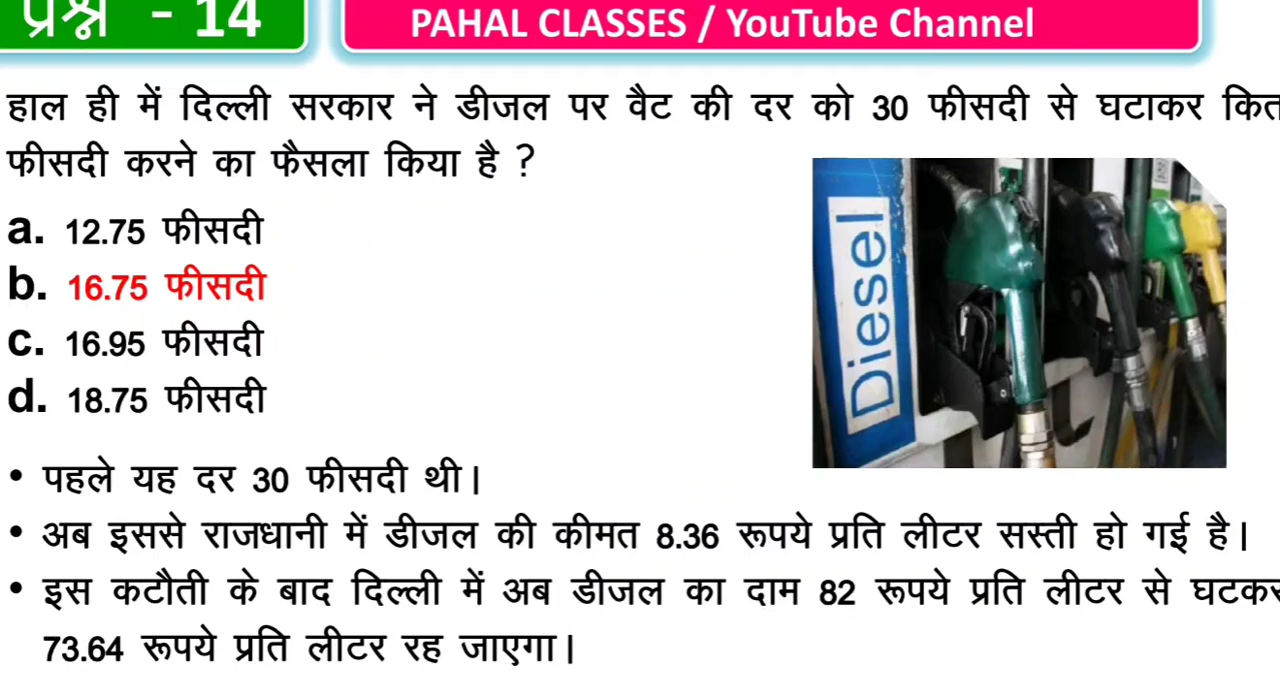 प्रश्न - 14
PAHAL CLASSES / YouTube Channel
हाल ही में दिल्ली सरकार ने डीजल पर वैट की दर को 30 फीसदी से घटाकर
फीसदी करने का फैसला किया है ?
a. 12.75 फीसदी
b. 16.75 फीसदी
c. 16.95 फीसदी
d. 18.75 फीसदी
Diesel
• पहले यह दर 30 फीसदी थी।
• अब इससे राजधानी में डीजल की कीमत 8.36 रूपये प्रति लीटर सस्ती हो गई है।
• इस कटौती के बाद दिल्ली में अब डीजल का दाम 82 रूपये प्रति लीटर से घटकर
73.64 रूपये प्रति लीटर रह जाएगा।